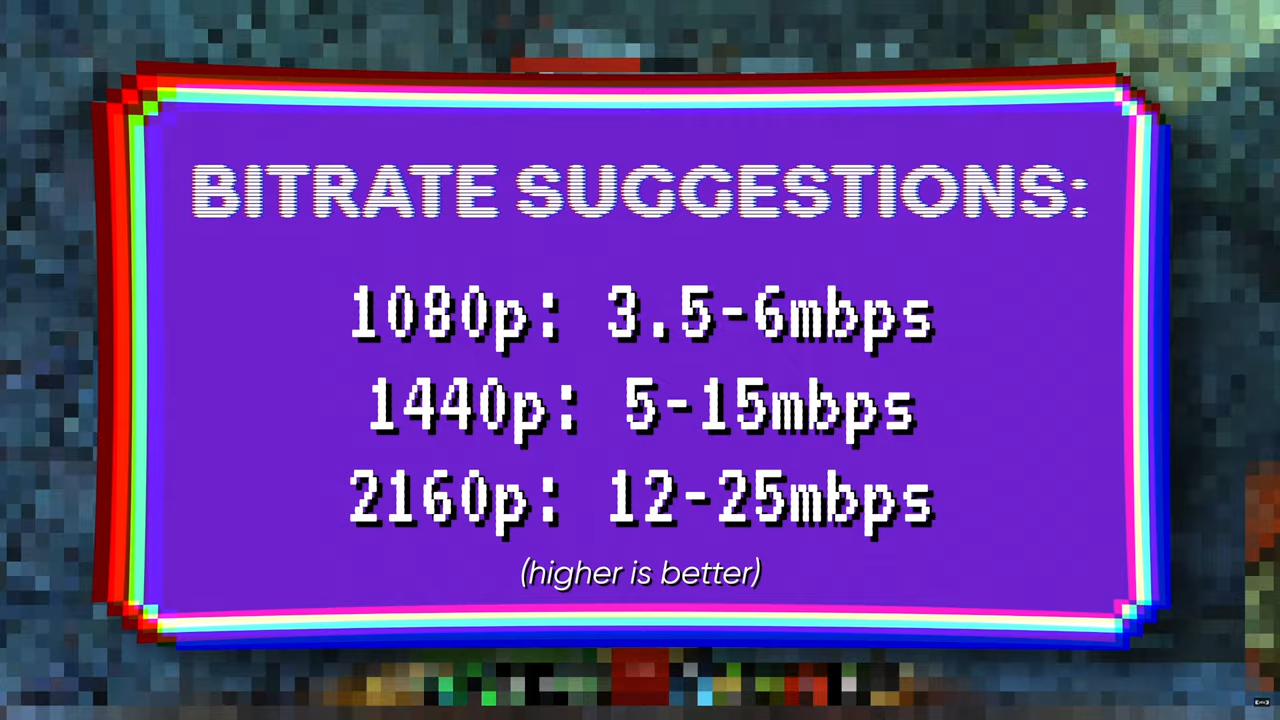 BITRATE SUGGESTIONS:
1080p: 3.5-6mbps
1440p: 5-15mbps
2160p: 12-25mbps
(higher is better)